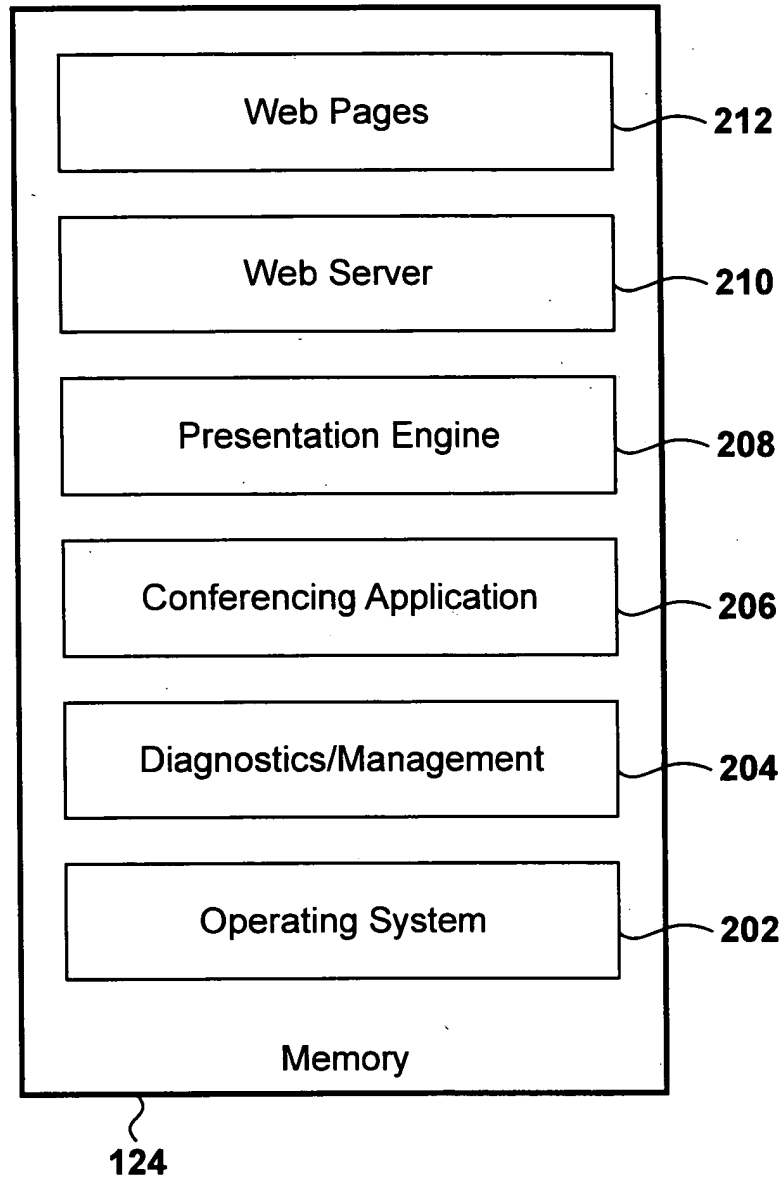 Web Pages
212
Web Server
210
Presentation Engine
208
Conferencing Application
206
Diagnostics/Management
204
Operating System
202
Memory
124